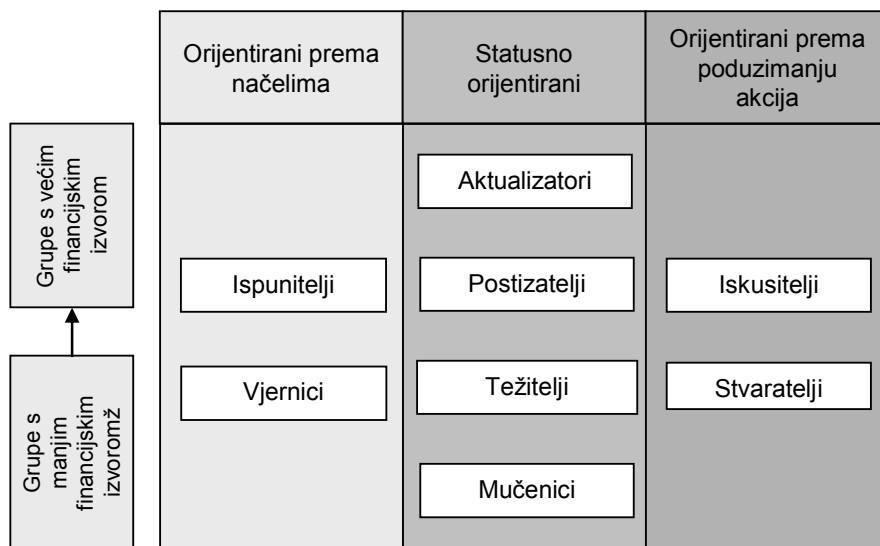 Orijentirani prema
načelima
Statusno
orijentirani
Orijentirani prema
poduzimanju
akcija
Grupe s većim
financijskim
izvorom
Aktualizatori
Ispunitelji
Postizatelji
Iskusitelji
Grupe s
manjim
financijskim
izvoromž
Vjernici
Težitelji
Stvaratelji
Mučenici